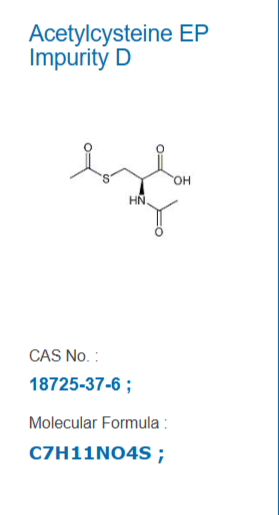 Acetylcysteine EP
Impurity D
O
O
S
OH
HN
O
CAS No. :
18725-37-6 ;
Molecular Formula :
C7H11NO4S ;